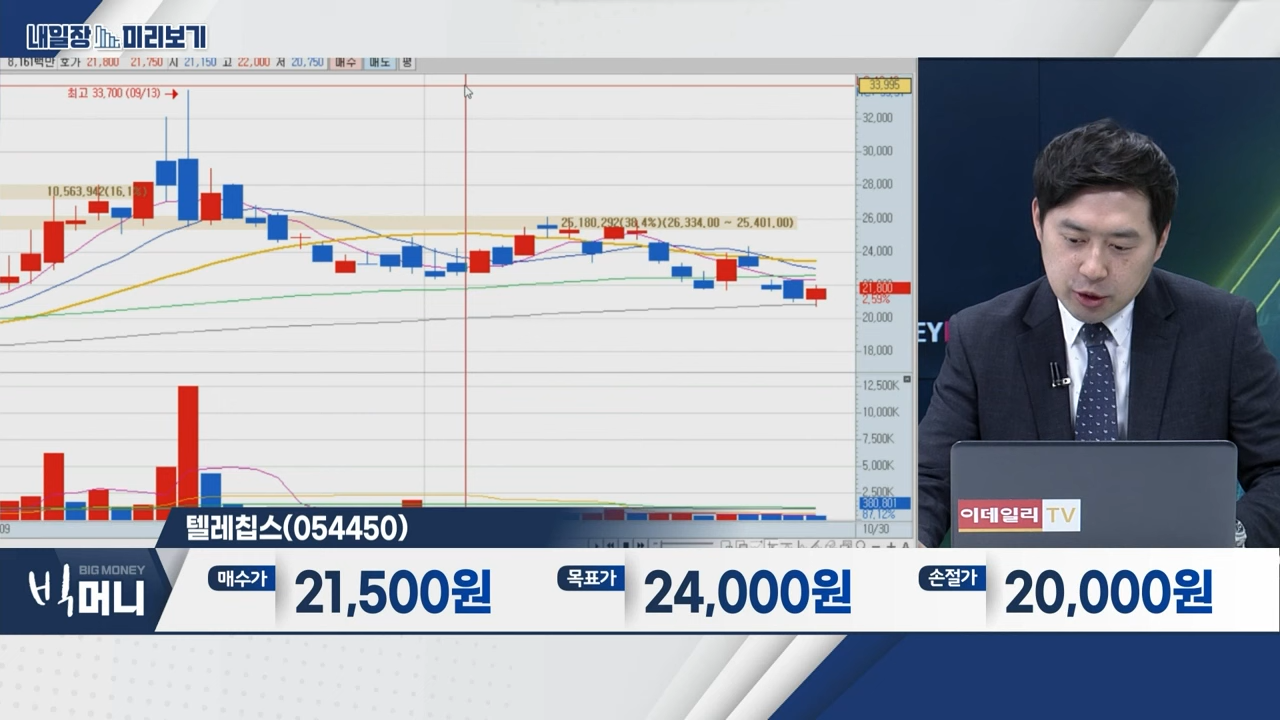 내일장 미리보기
8,161백만 호가 21,800 21,750 시 21,150 고 22,000 저 20,750 매수 매도 평
최고 33,700 (09/13)
33,995
32,000
30,000
10,563,942(16,1
28,000
25,180,292(38,4%)(26,334,00 ~ 25,401,00)
26,000
24,000
21,800
2,59%
20,000
18,000
12,500K
10,000K
7,500K
5,000K
2,500K
380,801
87,12%
09
10/30
EY
이데일리 TV
텔레칩스(054450)
BIG MONEY
빅머니
매수가 21,500원 목표가 24,000원 손절가 20,000원